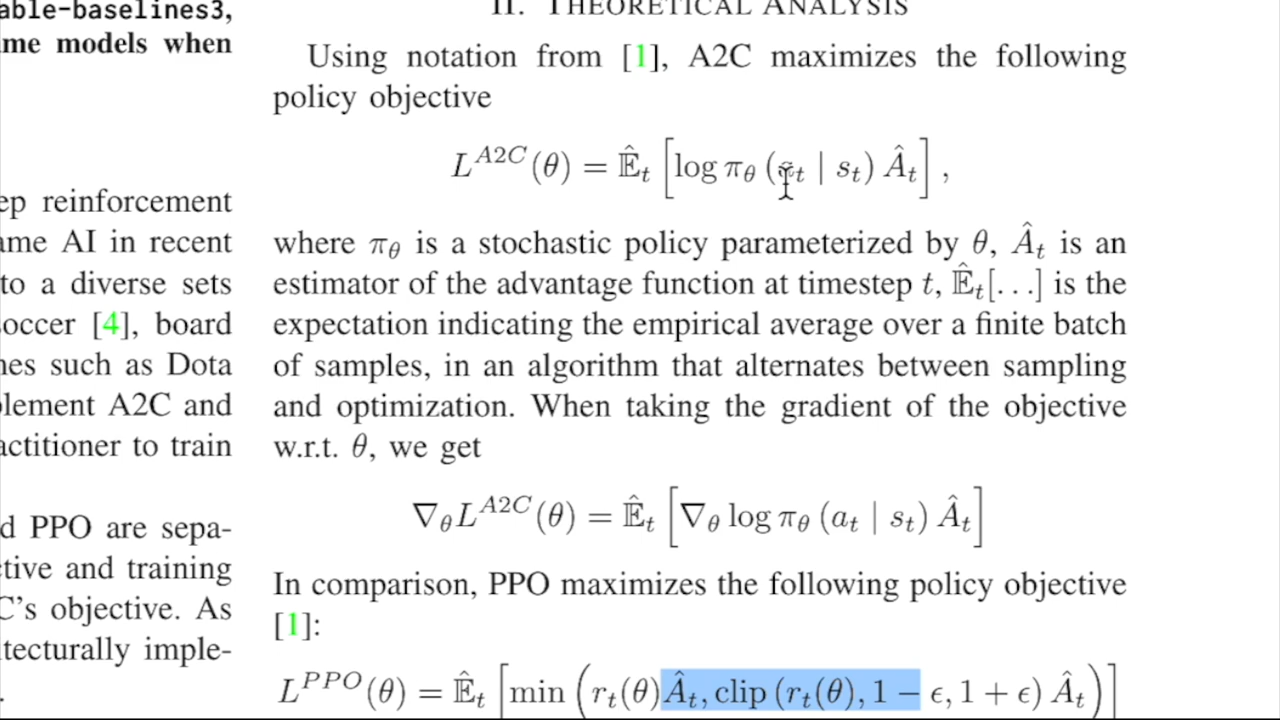 able-baselines3,
ame models when
ep reinforcement
ame AI in recent
to a diverse sets
soccer [4], board
nes such as Dota
plement A2C and
actitioner to train
d PPO are sepa-
ctive and training
C's objective. As
itecturally imple-
II. THEORETICAL ANALYSIS
Using notation from [1], A2C maximizes the following
policy objective
L^{A2C}(θ) = Ê_t [log π_θ (a_t | s_t) Â_t] ,
where π_θ is a stochastic policy parameterized by θ, Â_t is an
estimator of the advantage function at timestep t, Ê_t[...] is the
expectation indicating the empirical average over a finite batch
of samples, in an algorithm that alternates between sampling
and optimization. When taking the gradient of the objective
w.r.t. θ, we get
∇_θ L^{A2C}(θ) = Ê_t [∇_θ log π_θ (a_t | s_t) Â_t]
In comparison, PPO maximizes the following policy objective
[1]:
L^{PPO}(θ) = Ê_t [min (r_t(θ)Â_t, clip (r_t(θ), 1 − ϵ, 1 + ϵ) Â_t)]